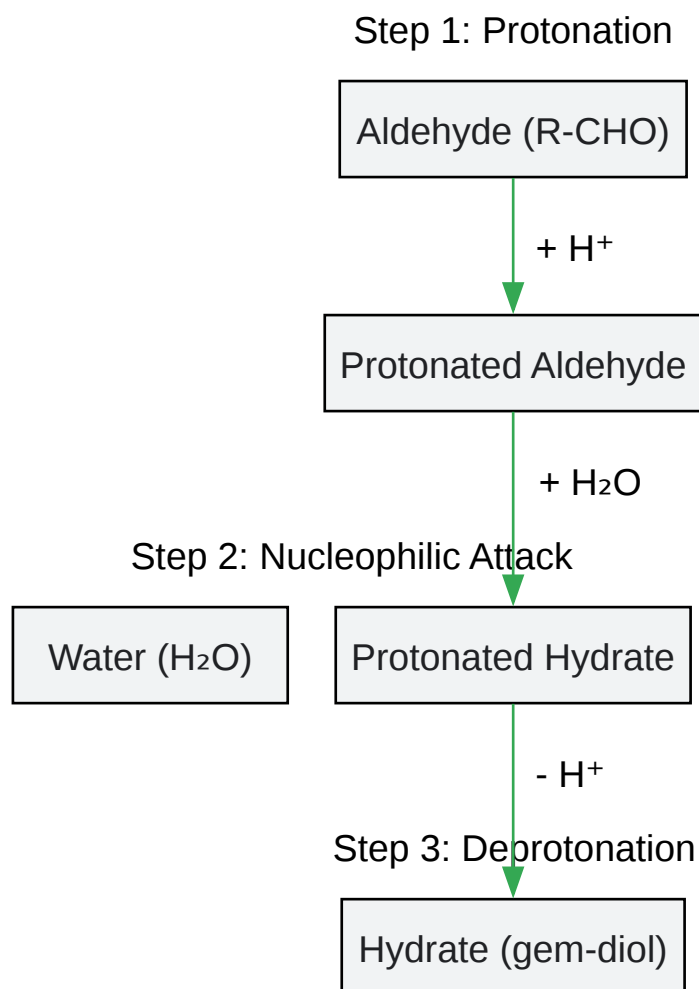 Step 1: Protonation
Aldehyde (R-CHO)
+ H⁺
Protonated Aldehyde
+ H₂O
Step 2: Nucleophilic Attack
Water (H₂O)
Protonated Hydrate
- H⁺
Step 3: Deprotonation
Hydrate (gem-diol)